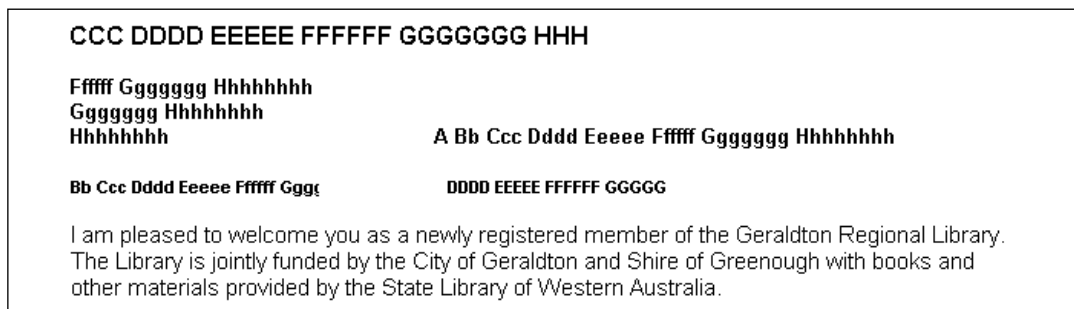 CCC DDDD EEEEE FFFFFF GGGGGGG HHH
Ffffff Ggggggg Hhhhhhhh
Ggggggg Hhhhhhhh
Hhhhhhhh A Bb Ccc Dddd Eeeee Ffffff Ggggggg Hhhhhhhh
Bb Ccc Dddd Eeeee Ffffff Gggg DDDD EEEEE FFFFFF GGGGG
I am pleased to welcome you as a newly registered member of the Geraldton Regional Library.
The Library is jointly funded by the City of Geraldton and Shire of Greenough with books and
other materials provided by the State Library of Western Australia.